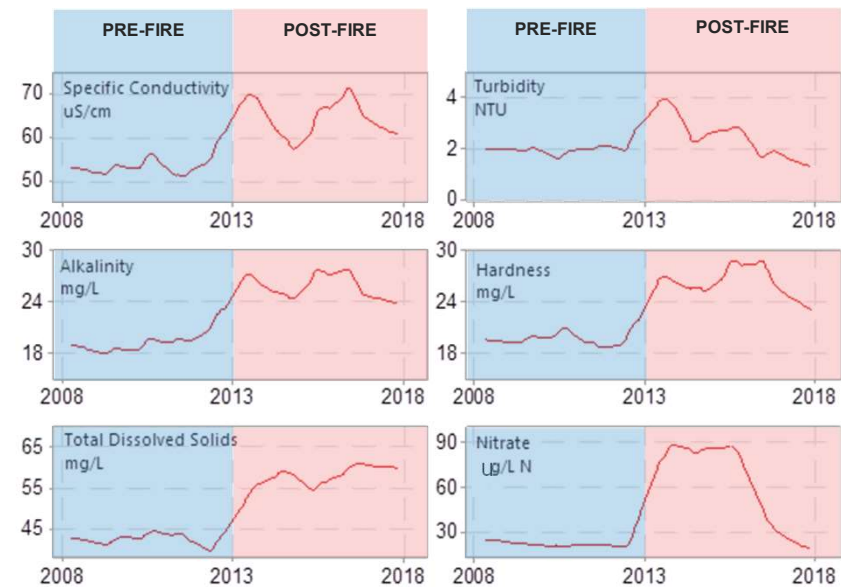 PRE-FIRE POST-FIRE
PRE-FIRE POST-FIRE
Specific Conductivity
uS/cm
70
60
50
2008 2013 2018
Turbidity
NTU
4
2
0
2008 2013 2018
Alkalinity
mg/L
30
24
18
2008 2013 2018
Hardness
mg/L
30
24
18
2008 2013 2018
Total Dissolved Solids
mg/L
65
55
45
2008 2013 2018
Nitrate
ug/L N
90
60
30
2008 2013 2018